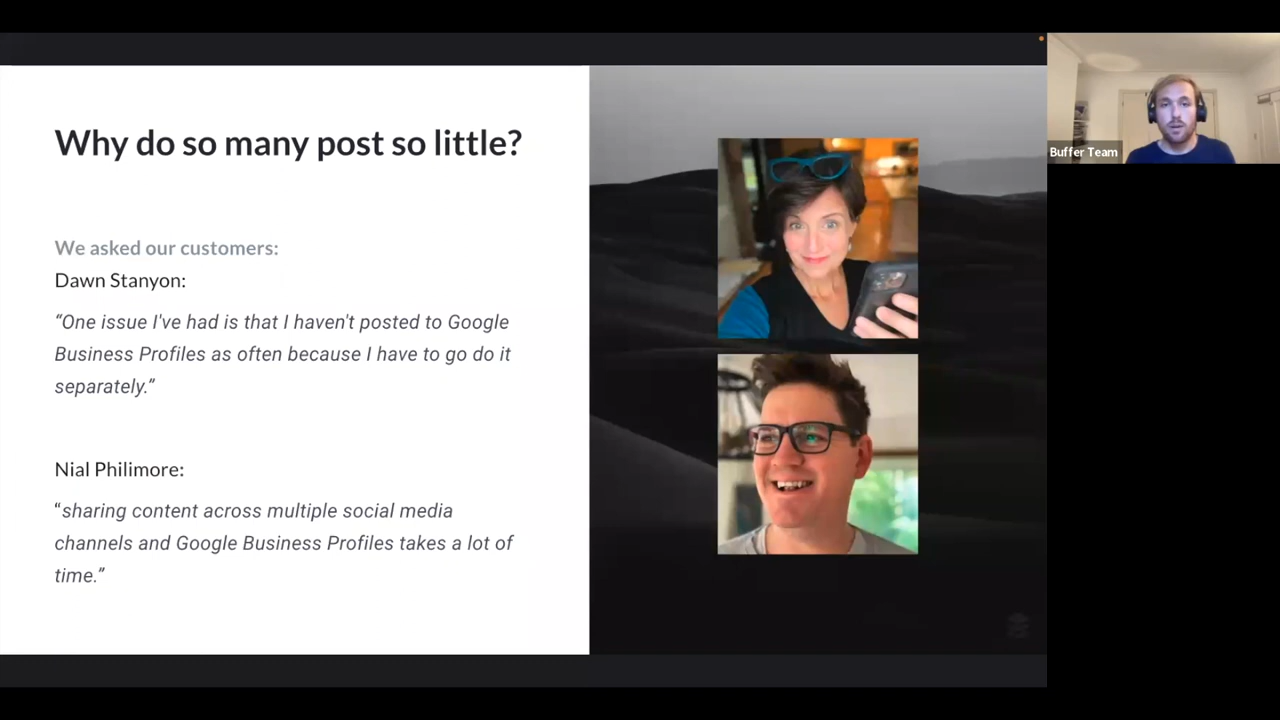 Why do so many post so little?
We asked our customers:
Dawn Stanyon:
“One issue I've had is that I haven't posted to Google
Business Profiles as often because I have to go do it
separately.”
Nial Philimore:
“sharing content across multiple social media
channels and Google Business Profiles takes a lot of
time.”
Buffer Team